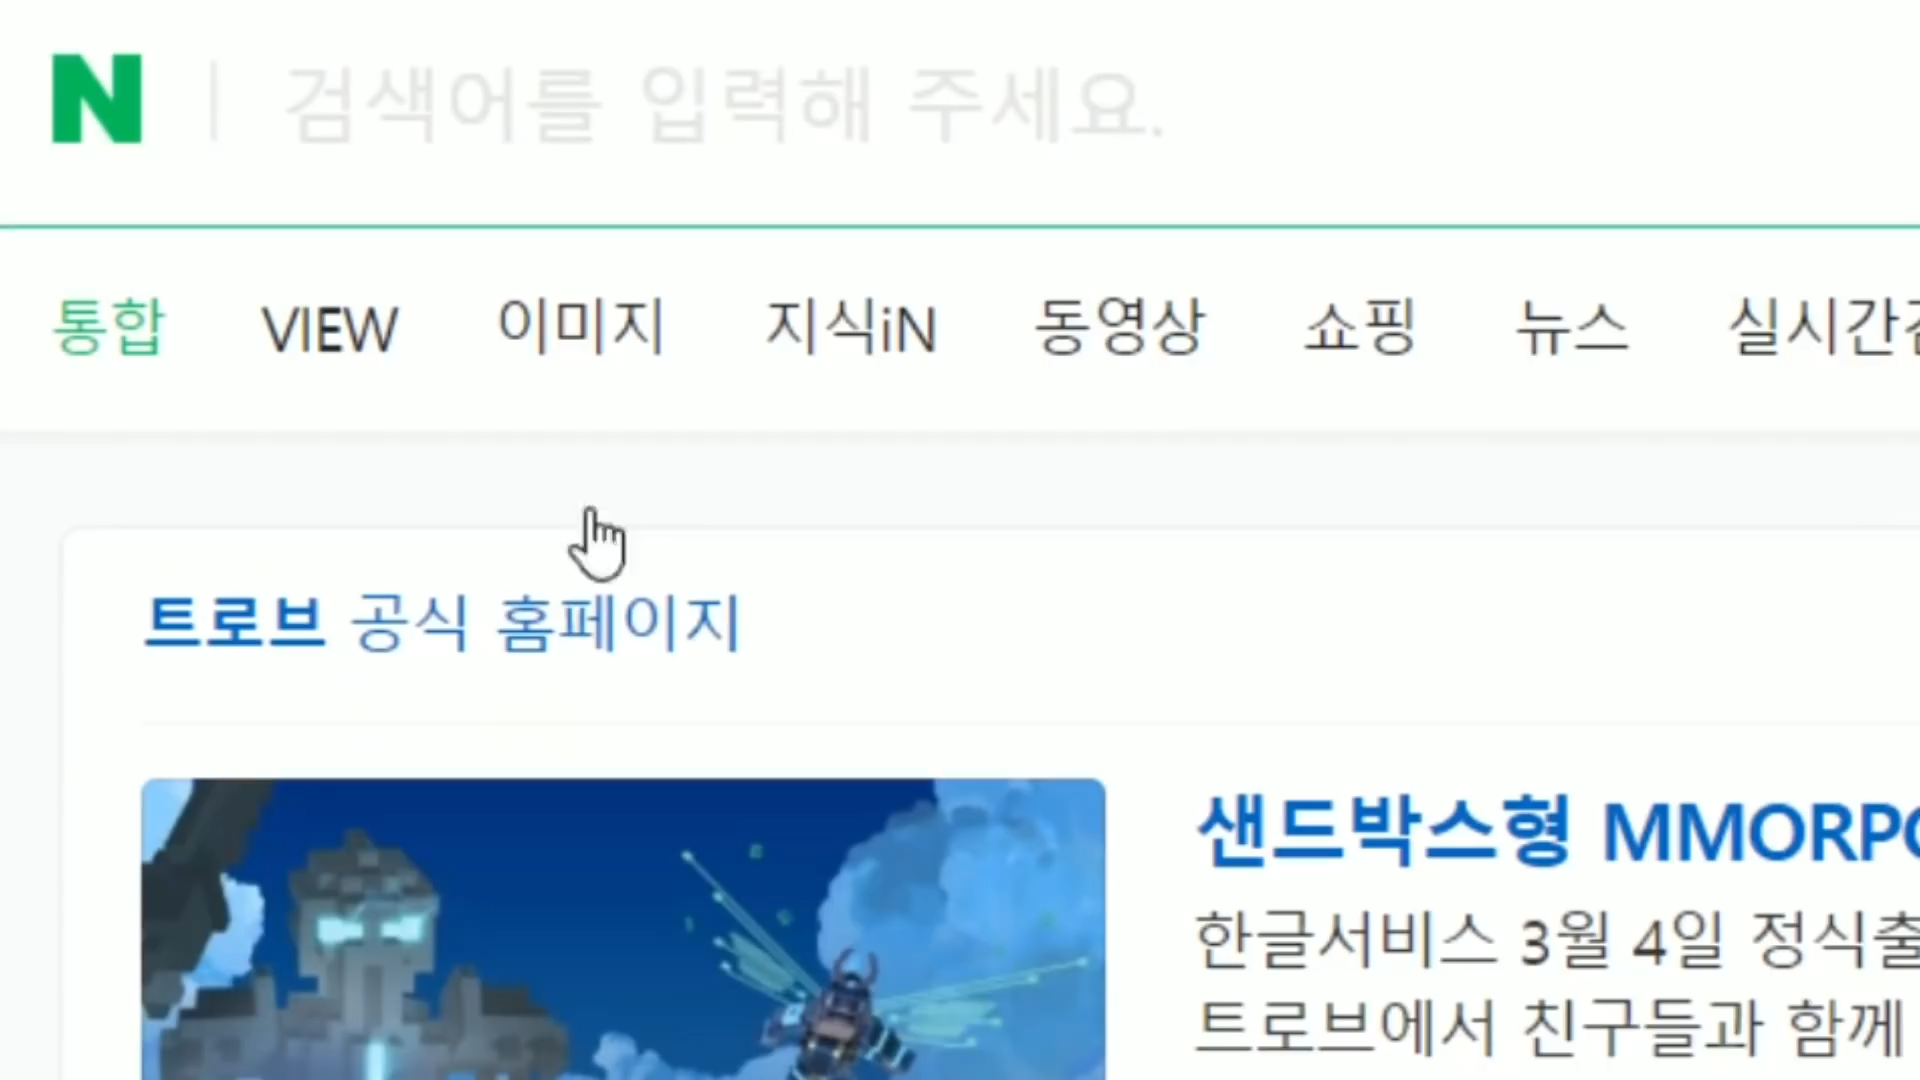 N 검색어를 입력해 주세요.
통합 VIEW 이미지 지식iN 동영상 쇼핑 뉴스 실시간
트로브 공식 홈페이지
샌드박스형
한글서비스 3월 4일
트로브에서 친구들과 함께